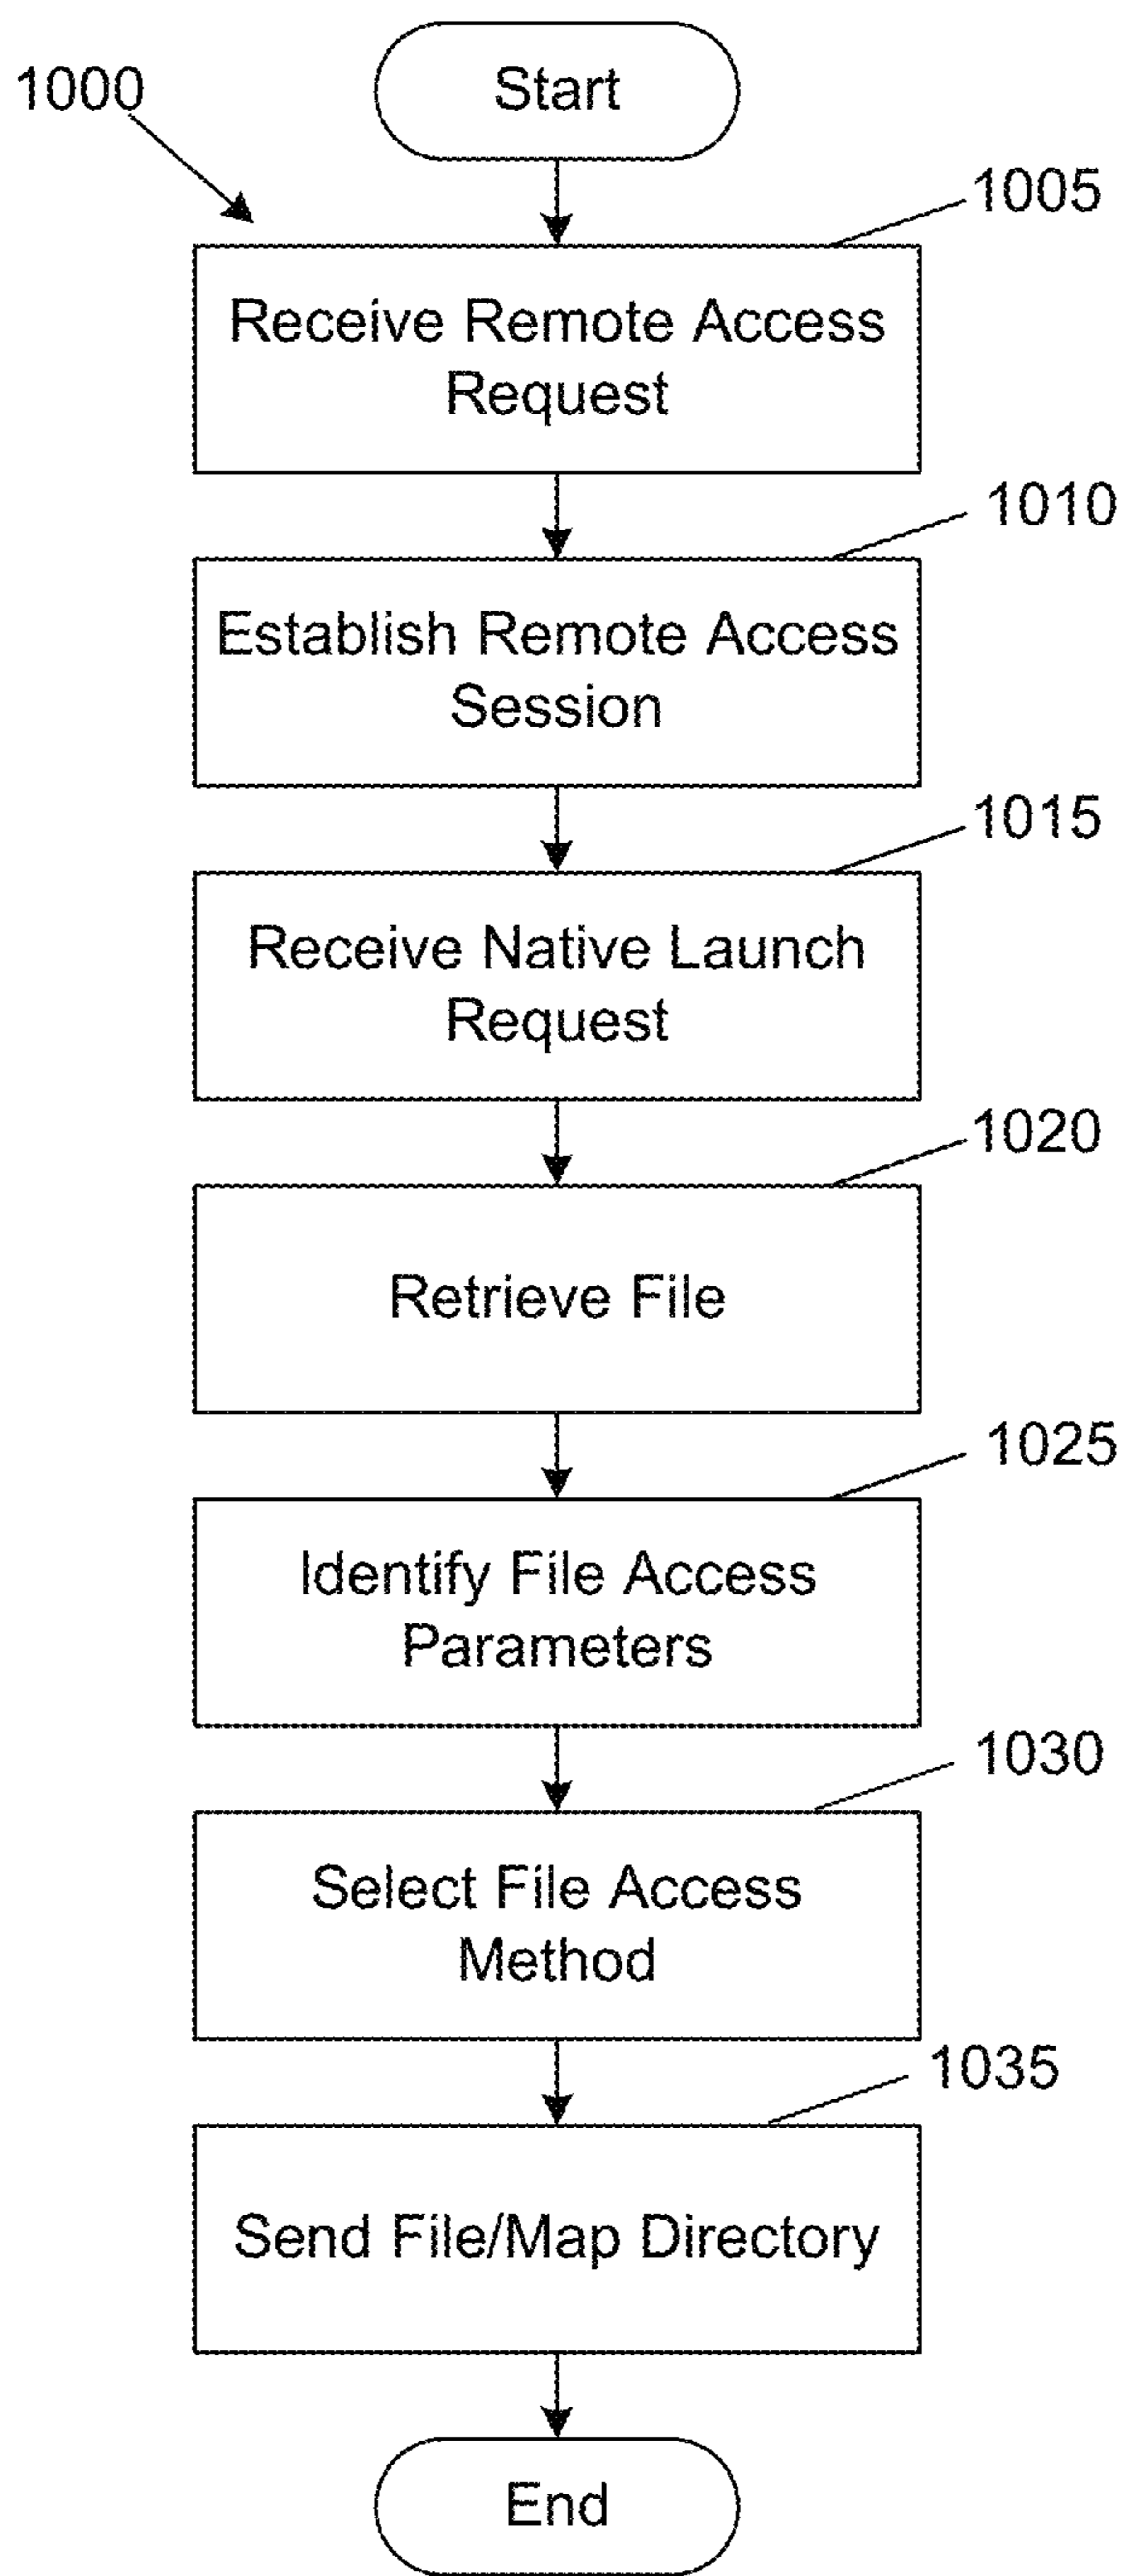 1000
Start
1005
Receive Remote Access
Request
1010
Establish Remote Access
Session
1015
Receive Native Launch
Request
1020
Retrieve File
1025
Identify File Access
Parameters
1030
Select File Access
Method
1035
Send File/Map Directory
End